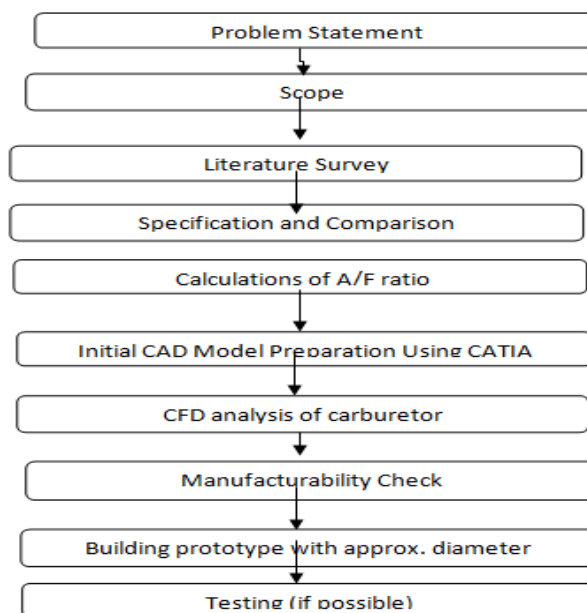 Problem Statement
Scope
Literature Survey
Specification and Comparison
Calculations of A/F ratio
Initial CAD Model Preparation Using CATIA
CFD analysis of carburetor
Manufacturability Check
Building prototype with approx. diameter
Testing (if possible)